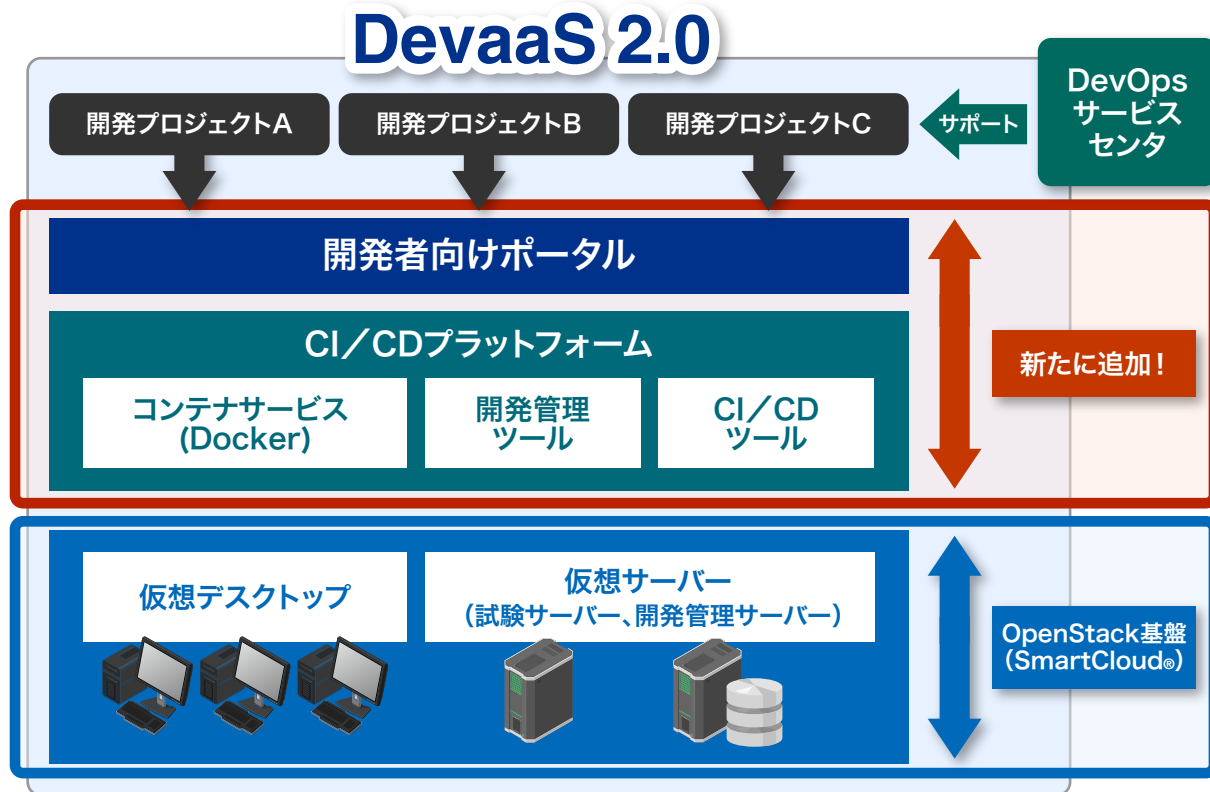 DevaaS 2.0
開発プロジェクトA
開発プロジェクトB
開発プロジェクトC
サポート
DevOps
サービス
センタ
開発者向けポータル
CI／CDプラットフォーム
コンテナサービス
(Docker)
開発管理
ツール
CI／CD
ツール
新たに追加！
仮想デスクトップ
仮想サーバー
（試験サーバー、開発管理サーバー）
OpenStack基盤
（SmartCloud®）